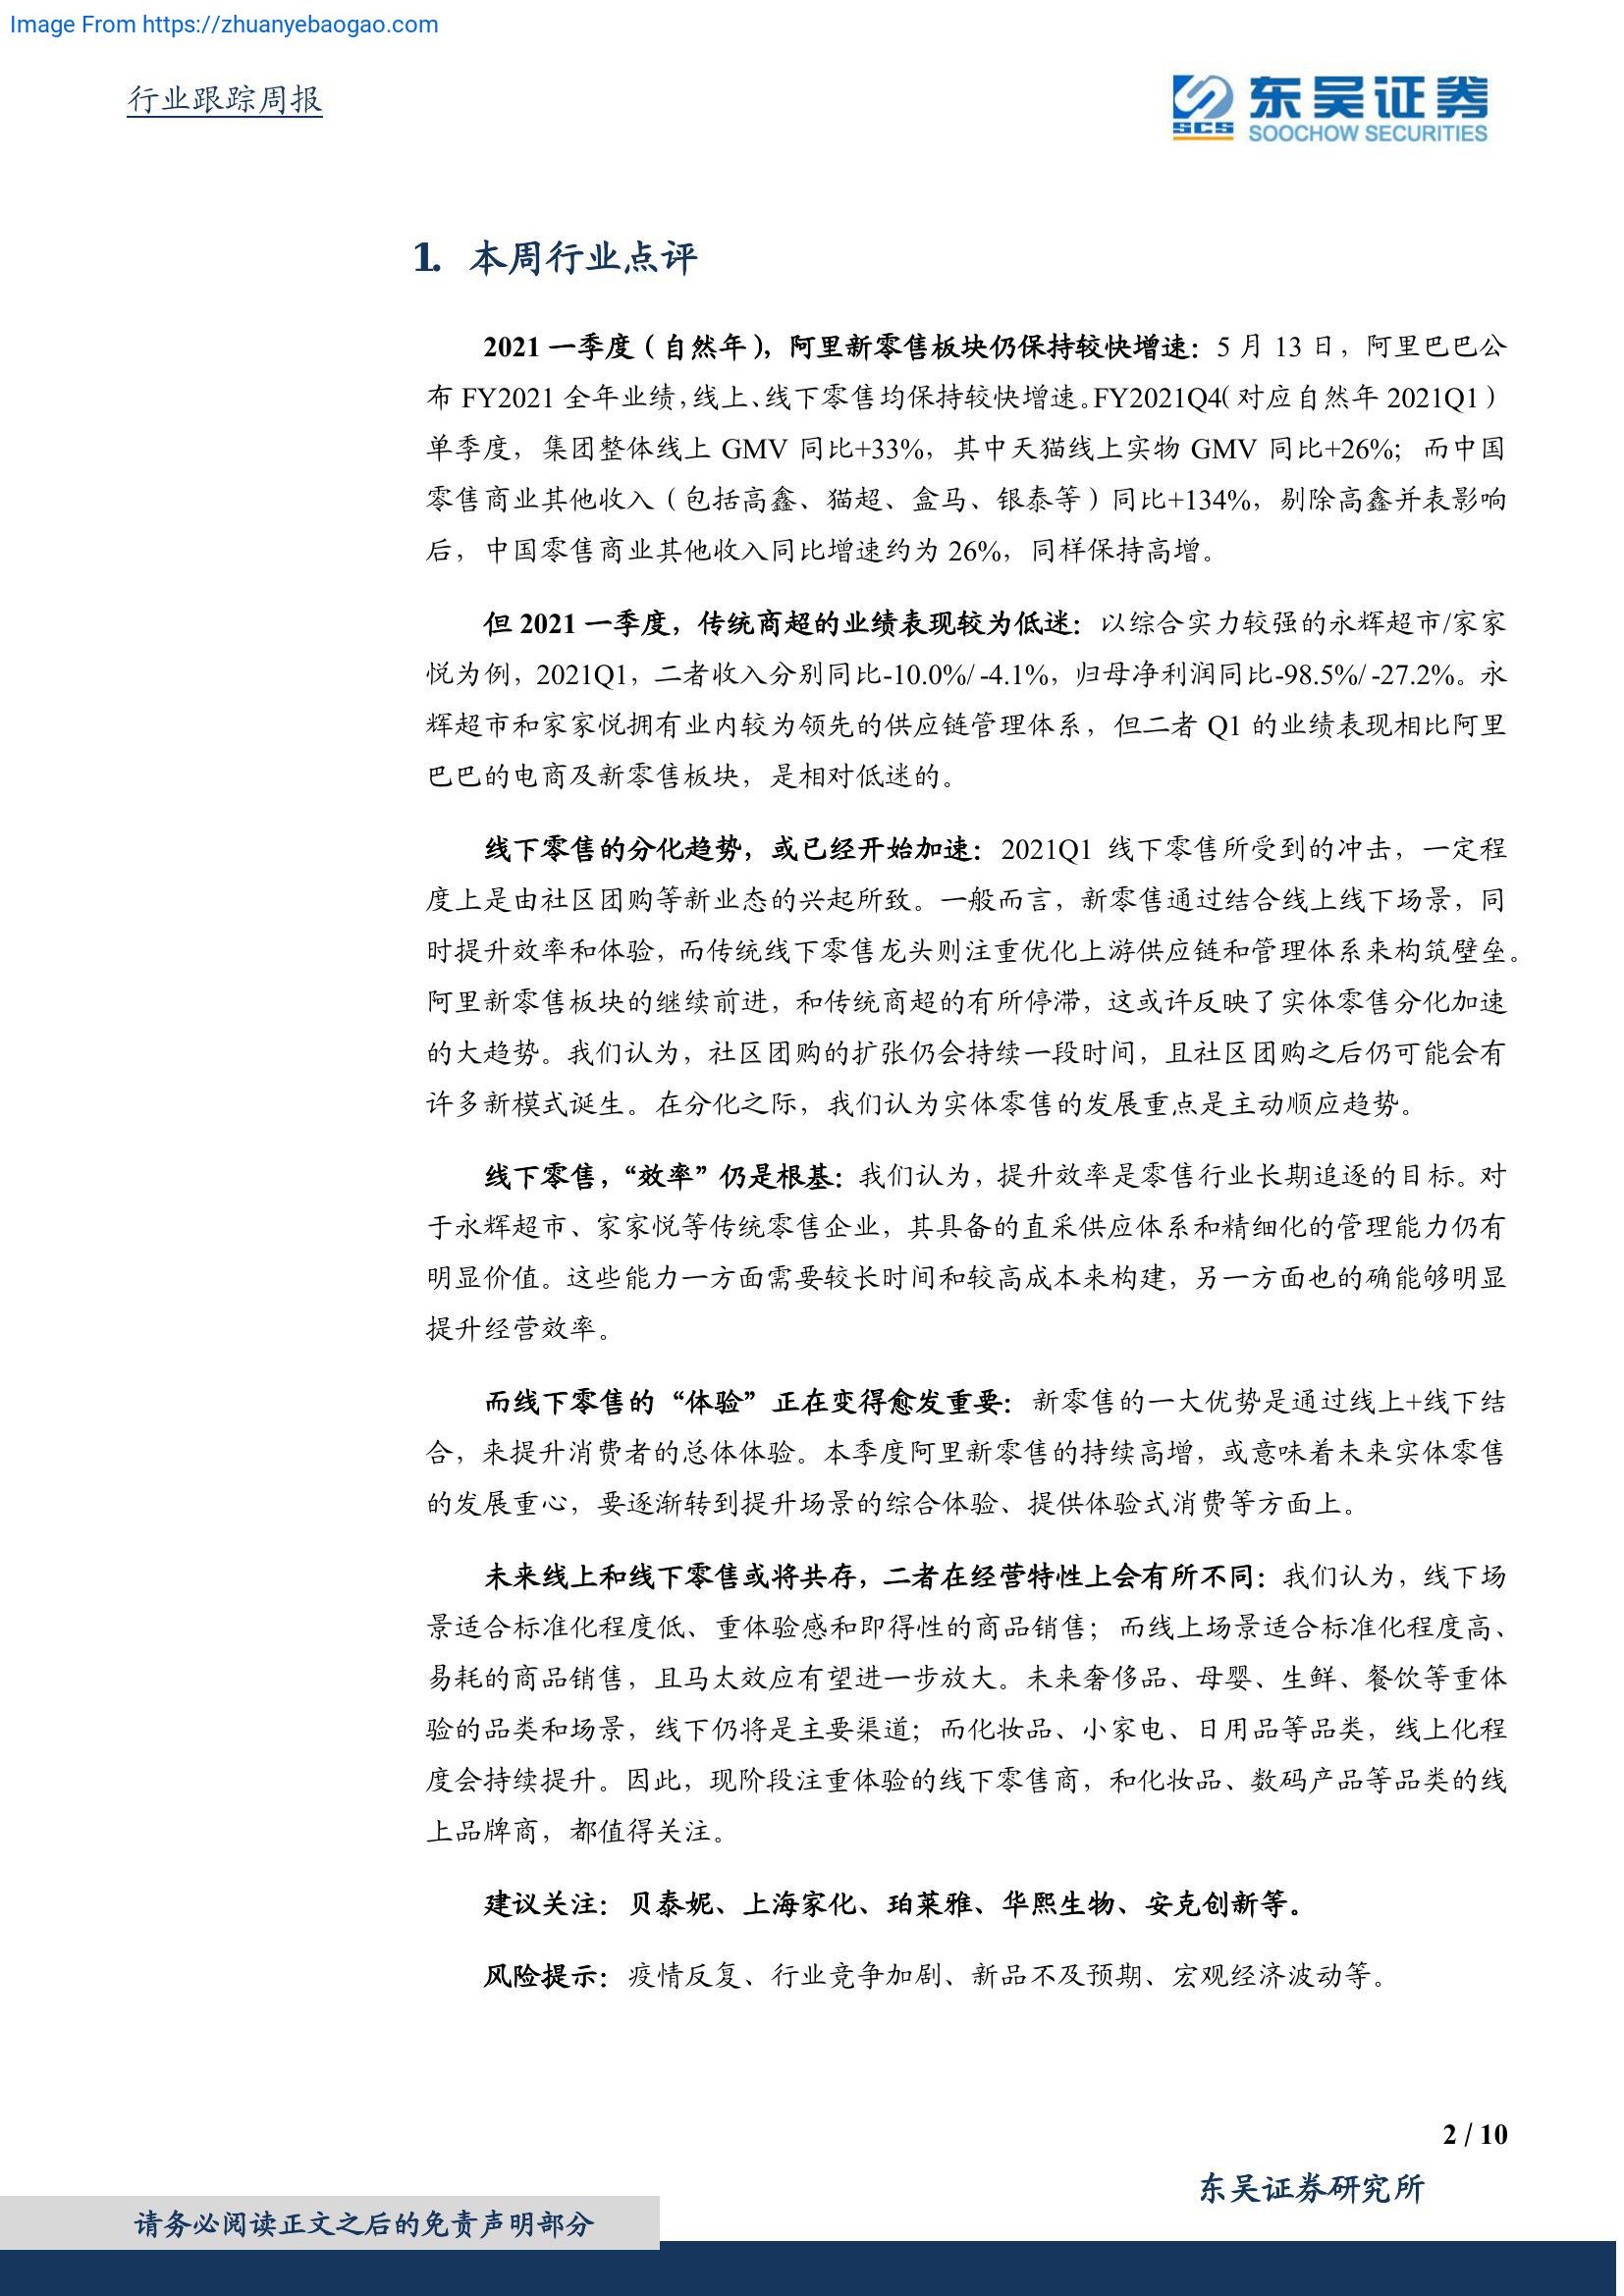 Image From https://zhuanyebaogao.com
行业跟踪周报
SCS 东吴证券
SOOCHOW SECURITIES
1. 本周行业点评
2021 一季度（自然年），阿里新零售板块仍保持较快增速：5 月 13 日，阿里巴巴公
布 FY2021 全年业绩，线上、线下零售均保持较快增速。FY2021Q4（对应自然年 2021Q1）
单季度，集团整体线上 GMV 同比+33%，其中天猫线上实物 GMV 同比+26%；而中国
零售商业其他收入（包括高鑫、猫超、盒马、银泰等）同比+134%，剔除高鑫并表影响
后，中国零售商业其他收入同比增速约为 26%，同样保持高增。
但 2021 一季度，传统商超的业绩表现较为低迷：以综合实力较强的永辉超市/家家
悦为例，2021Q1，二者收入分别同比-10.0%/ -4.1%，归母净利润同比-98.5%/ -27.2%。永
辉超市和家家悦拥有业内较为领先的供应链管理体系，但二者 Q1 的业绩表现相比阿里
巴巴的电商及新零售板块，是相对低迷的。
线下零售的分化趋势，或已经开始加速：2021Q1 线下零售所受到的冲击，一定程
度上是由社区团购等新业态的兴起所致。一般而言，新零售通过结合线上线下场景，同
时提升效率和体验，而传统线下零售龙头则注重优化上游供应链和管理体系来构筑壁垒。
阿里新零售板块的继续前进，和传统商超的有所停滞，这或许反映了实体零售分化加速
的大趋势。我们认为，社区团购的扩张仍会持续一段时间，且社区团购之后仍可能会有
许多新模式诞生。在分化之际，我们认为实体零售的发展重点是主动顺应趋势。
线下零售，“效率”仍是根基：我们认为，提升效率是零售行业长期追逐的目标。对
于永辉超市、家家悦等传统零售企业，其具备的直采供应体系和精细化的管理能力仍有
明显价值。这些能力一方面需要较长时间和较高成本来构建，另一方面也的确能够明显
提升经营效率。
而线下零售的“体验”正在变得愈发重要：新零售的一大优势是通过线上+线下结
合，来提升消费者的总体体验。本季度阿里新零售的持续高增，或意味着未来实体零售
的发展重心，要逐渐转到提升场景的综合体验、提供体验式消费等方面上。
未来线上和线下零售或将共存，二者在经营特性上会有所不同：我们认为，线下场
景适合标准化程度低、重体验感和即得性的商品销售；而线上场景适合标准化程度高、
易耗的商品销售，且马太效应有望进一步放大。未来奢侈品、母婴、生鲜、餐饮等重体
验的品类和场景，线下仍将是主要渠道；而化妆品、小家电、日用品等品类，线上化程
度会持续提升。因此，现阶段注重体验的线下零售商，和化妆品、数码产品等品类的线
上品牌商，都值得关注。
建议关注：贝泰妮、上海家化、珀莱雅、华熙生物、安克创新等。
风险提示：疫情反复、行业竞争加剧、新品不及预期、宏观经济波动等。
2 / 10
东吴证券研究所
请务必阅读正文之后的免责声明部分